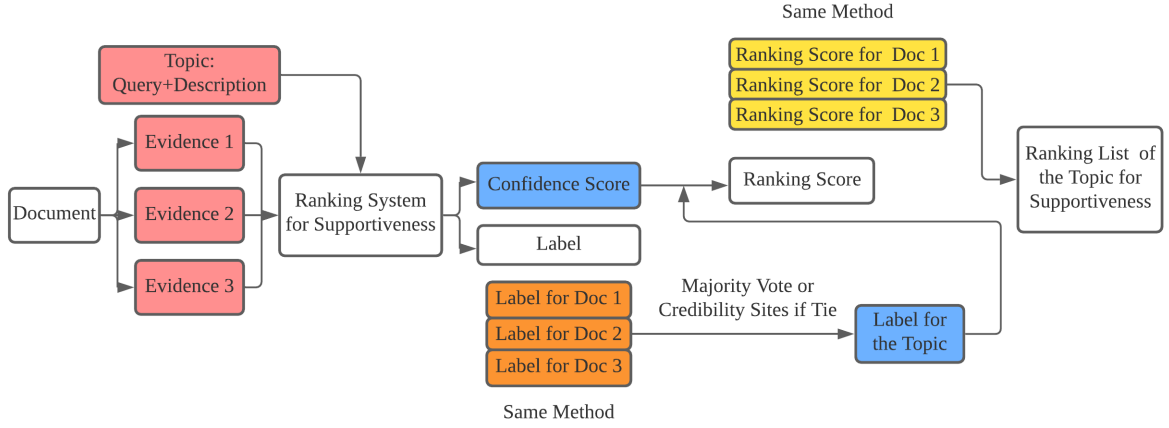 Same Method
Topic:
Query+Description
Ranking Score for Doc 1
Ranking Score for Doc 2
Ranking Score for Doc 3
Evidence 1
Evidence 2
Evidence 3
Document
Ranking System
for Supportiveness
Confidence Score
Label
Ranking Score
Ranking List of
the Topic for
Supportiveness
Label for Doc 1
Label for Doc 2
Label for Doc 3
Majority Vote or
Credibility Sites if Tie
Label for
the Topic
Same Method